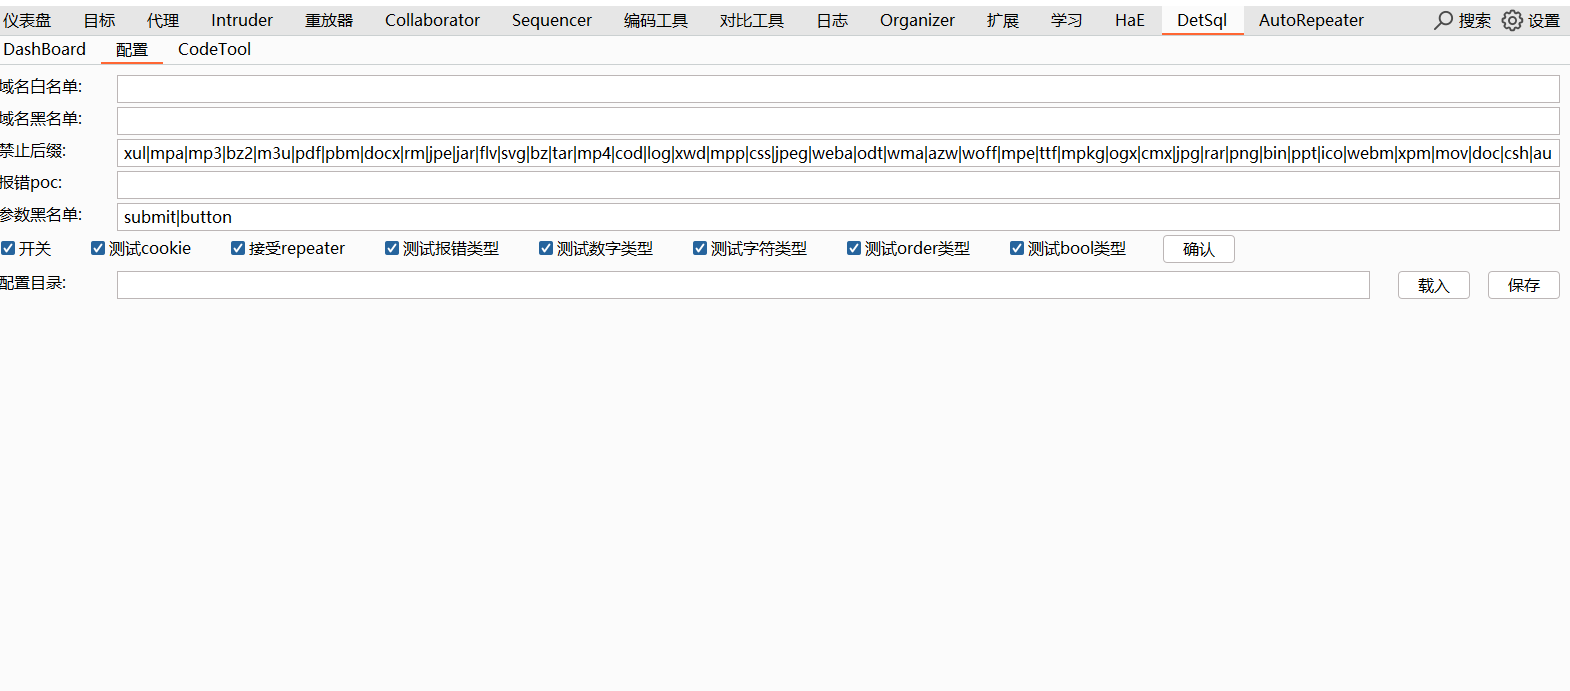 仪表盘 目标 代理 Intruder 重放器 Collaborator Sequencer 编码工具 对比工具 日志 Organizer 扩展 学习 HaE DetSql AutoRepeater 搜索 设置
DashBoard 配置 CodeTool
域名白名单:
域名黑名单:
禁止后缀: xul|mpa|mp3|bz2|m3u|pdf|pbm|docx|rm|jpe|jar|flv|svg|bz|tar|mp4|cod|log|xwd|mpp|css|jpeg|weba|odt|wma|azw|woff|mpe|ttf|mpkg|ogx|cmx|jpg|rar|png|bin|ppt|ico|webm|xpm|mov|doc|csh|au
报错poc:
参数黑名单: submit|button
开关 测试cookie 接受repeater 测试报错类型 测试数字类型 测试字符类型 测试order类型 测试bool类型 确认
配置目录: 载入 保存